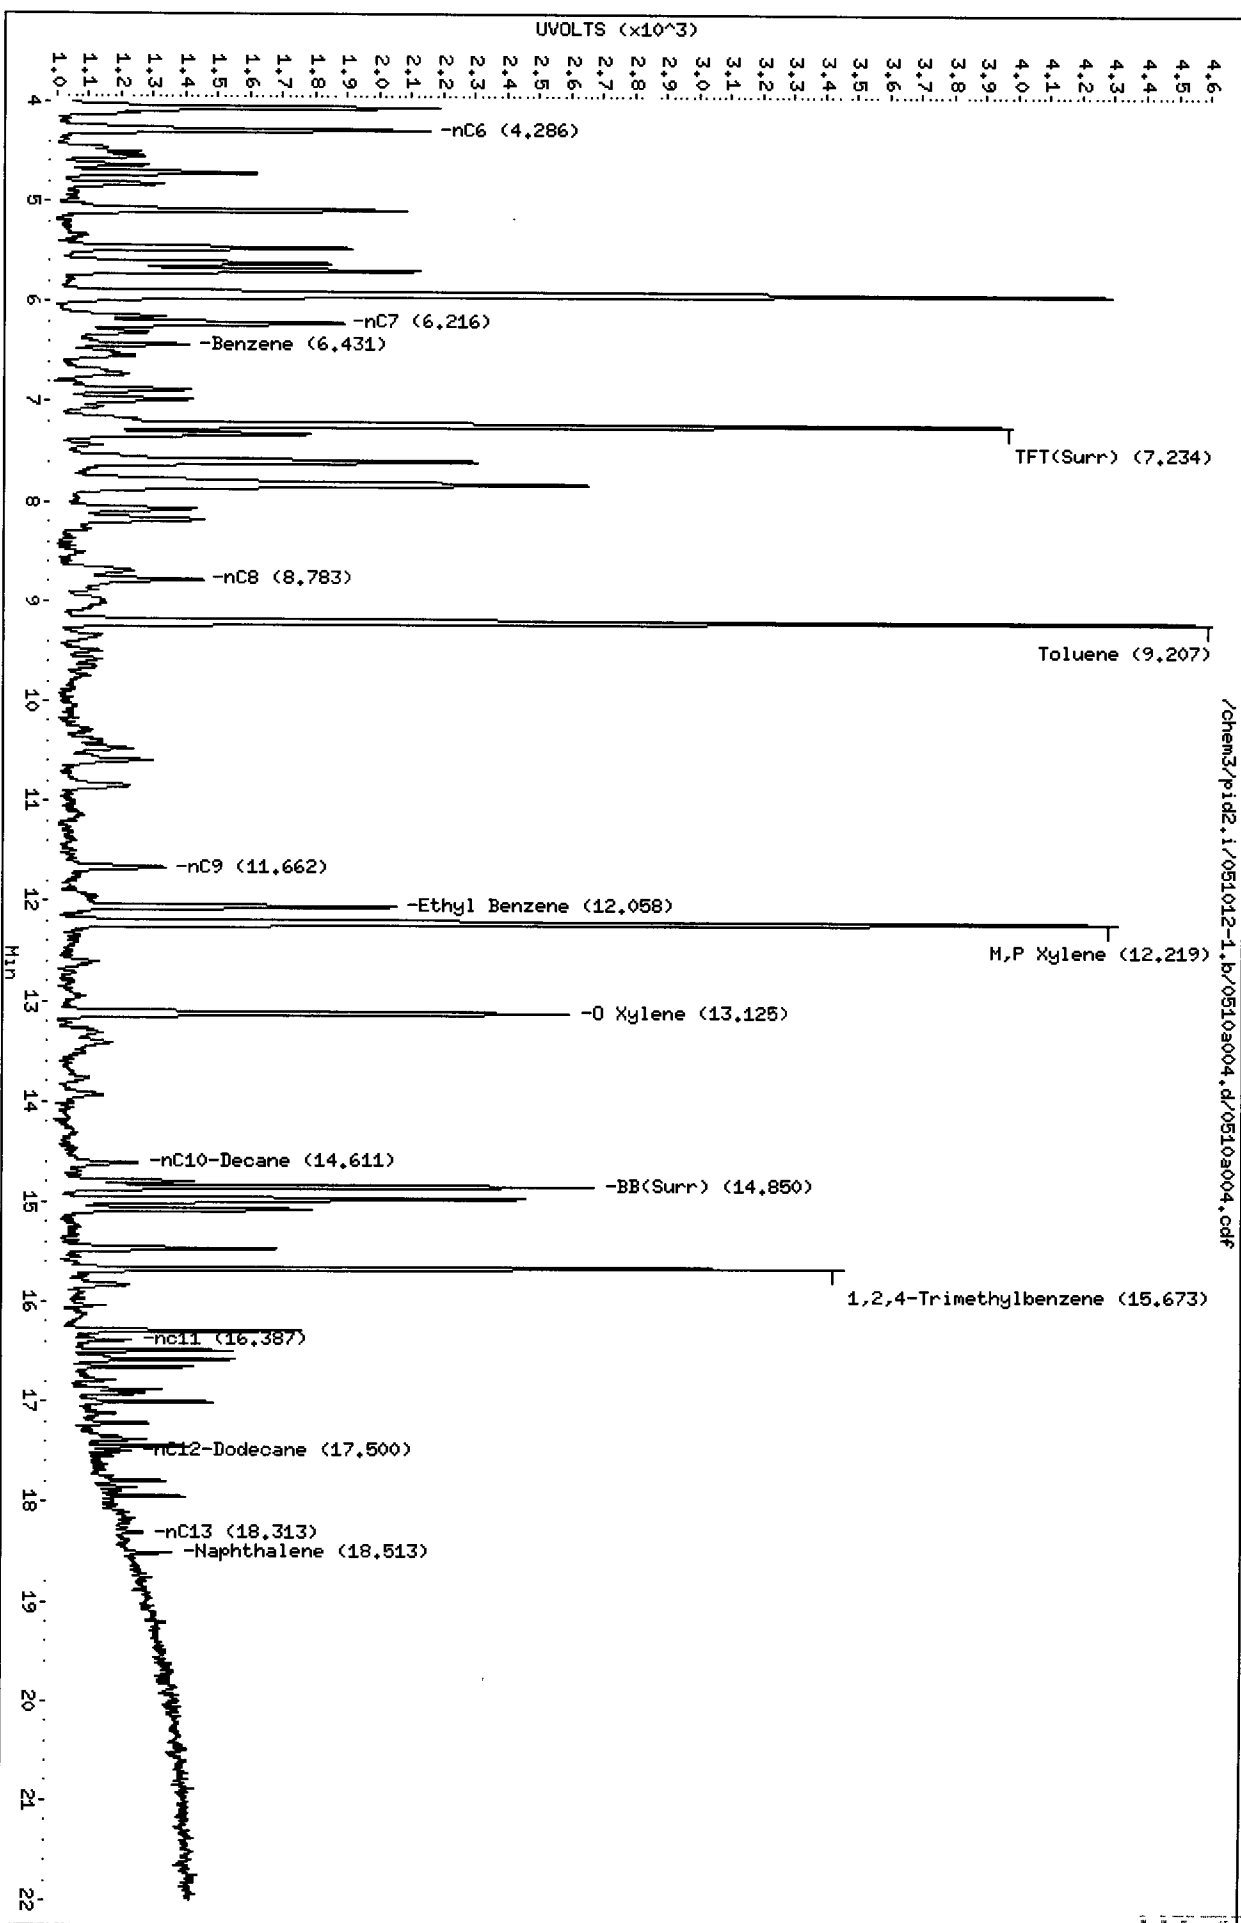 UVOLTS (x10^3)
1.0
1.1
1.2
1.3
1.4
1.5
1.6
1.7
1.8
1.9
2.0
2.1
2.2
2.3
2.4
2.5
2.6
2.7
2.8
2.9
3.0
3.1
3.2
3.3
3.4
3.5
3.6
3.7
3.8
3.9
4.0
4.1
4.2
4.3
4.4
4.5
4.6
4
-nC6 (4.286)
5
6
-nC7 (6.216)
-Benzene (6.431)
7
TFT(Surr) (7.234)
8
-nC8 (8.783)
9
Toluene (9.207)
10
11
-nC9 (11.662)
12
-Ethyl Benzene (12.058)
M,P Xylene (12.219)
13
-O Xylene (13.125)
14
-nC10-Decane (14.611)
-BB(Surr) (14.850)
15
1,2,4-Trimethylbenzene (15.673)
16
-nc11 (16.387)
17
-nC12-Dodecane (17.500)
18
-nC13 (18.313)
-Naphthalene (18.513)
19
20
21
22
Min
/chem3/pid2.i/051012-1.b/0510a004.d/0510a004.cdf